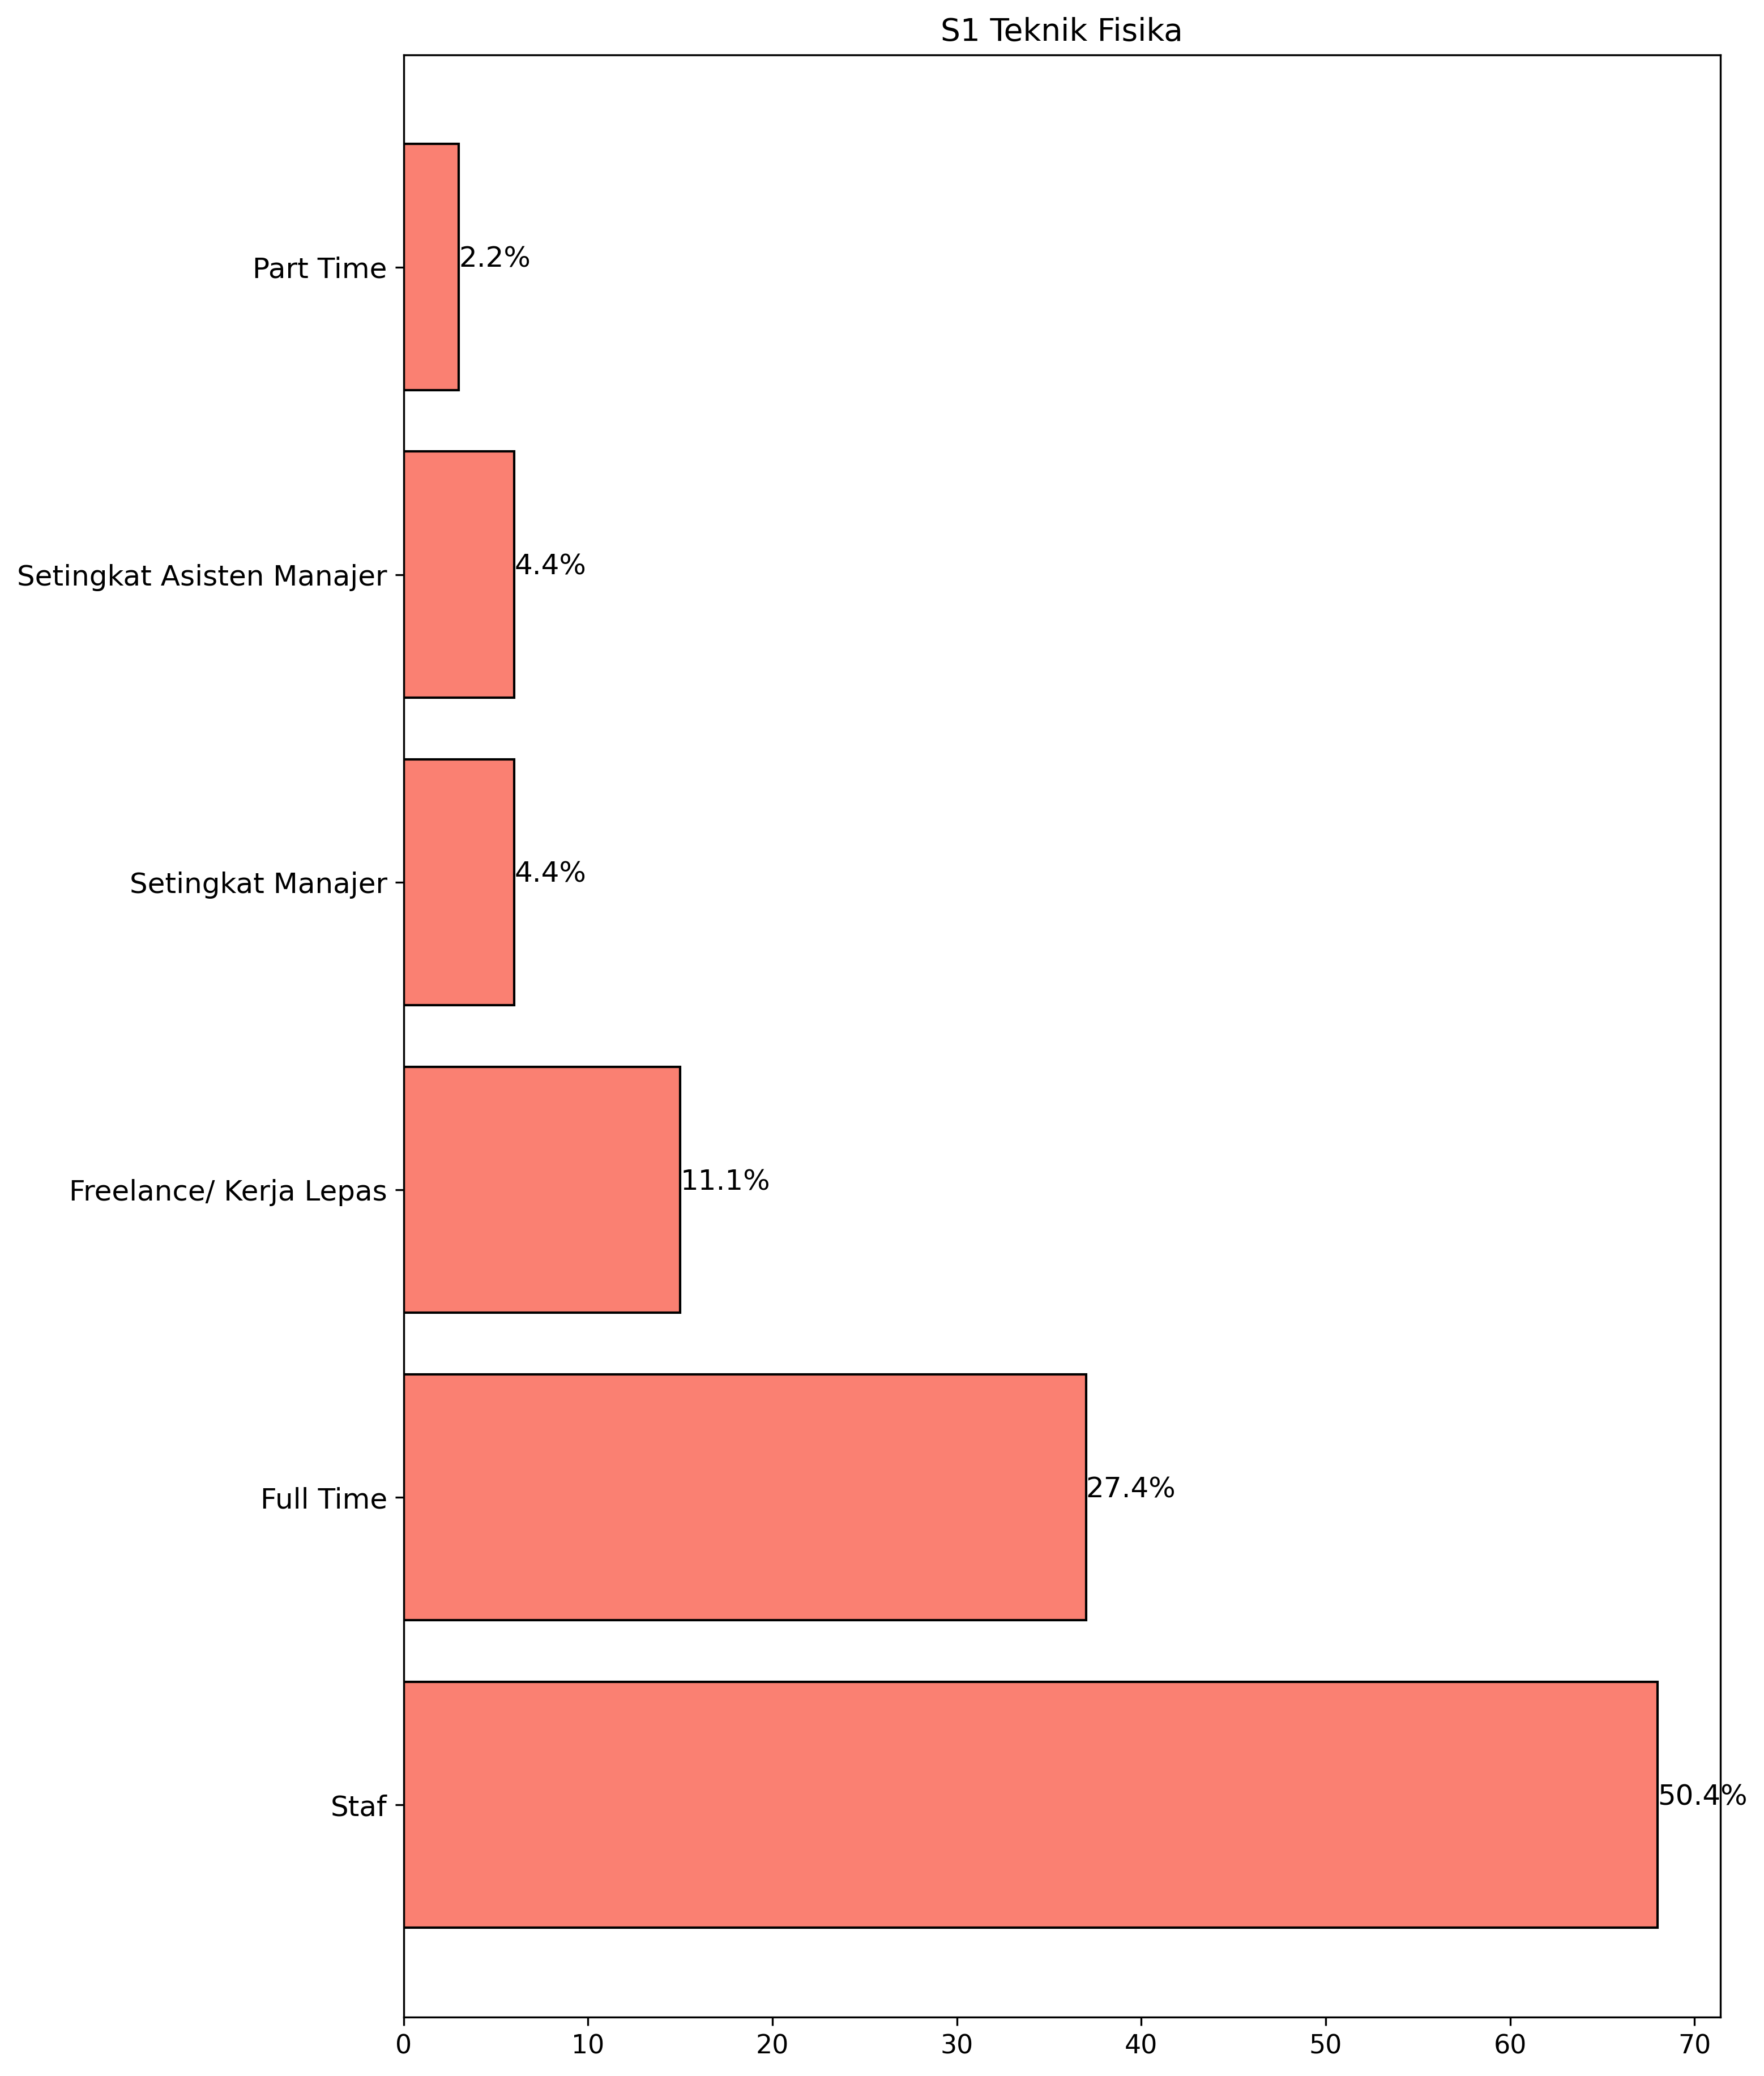 S1 Teknik Fisika
Part Time
2.2%
Setingkat Asisten Manajer
4.4%
Setingkat Manajer
4.4%
Freelance/ Kerja Lepas
11.1%
Full Time
27.4%
Staf
50.4%
0 10 20 30 40 50 60 70